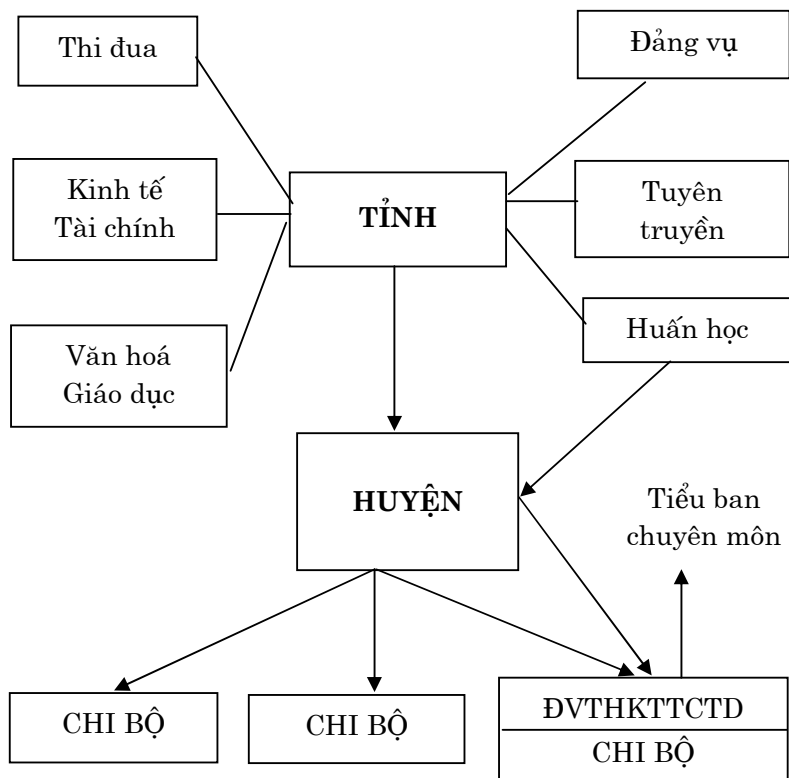 Thi đua
Đảng vụ
Kinh tế
Tài chính
TỈNH
Tuyên
truyền
Văn hoá
Giáo dục
Huấn học
HUYỆN
Tiểu ban
chuyên môn
CHI BỘ
CHI BỘ
ĐVTHKTTCTD
CHI BỘ